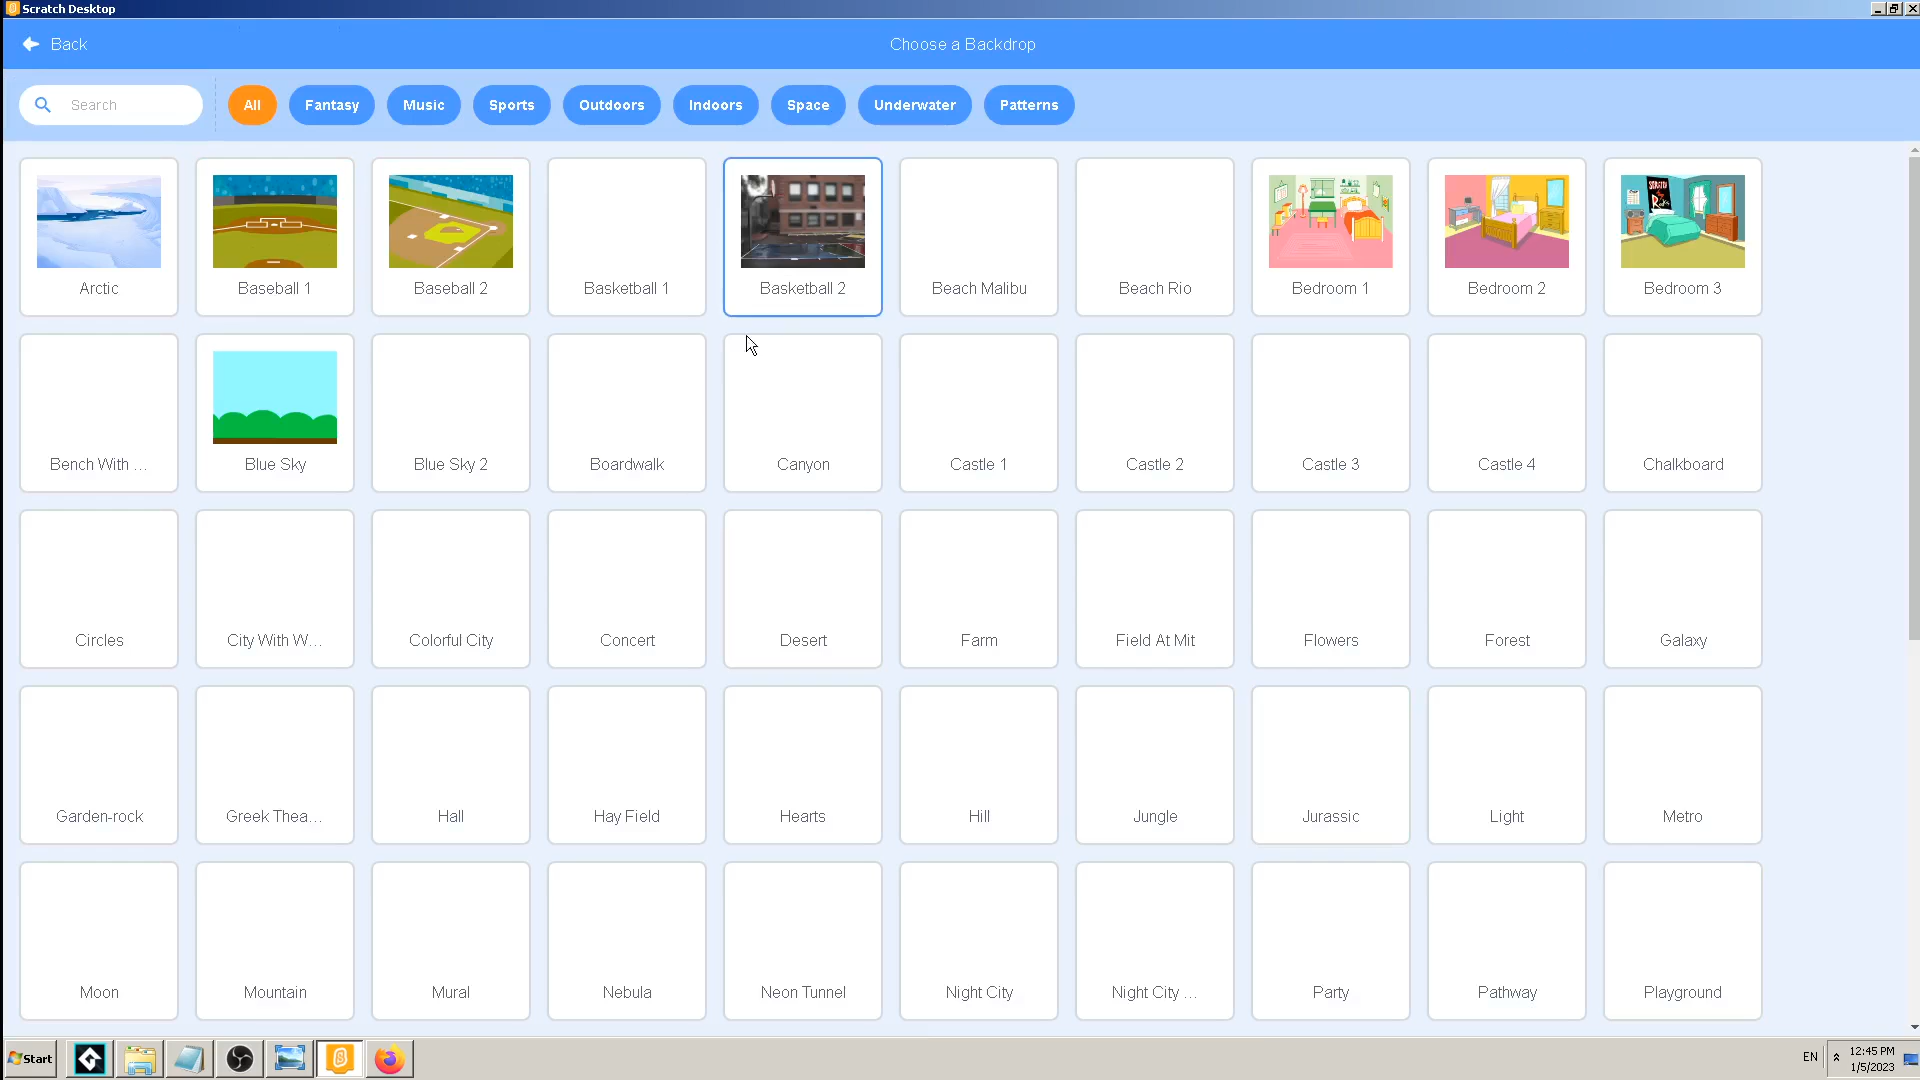 Scratch Desktop
Back
Choose a Backdrop
Search
All
Fantasy
Music
Sports
Outdoors
Indoors
Space
Underwater
Patterns
Arctic
Baseball 1
Baseball 2
Basketball 1
Basketball 2
Beach Malibu
Beach Rio
Bedroom 1
Bedroom 2
Bedroom 3
Bench With ...
Blue Sky
Blue Sky 2
Boardwalk
Canyon
Castle 1
Castle 2
Castle 3
Castle 4
Chalkboard
Circles
City With W...
Colorful City
Concert
Desert
Farm
Field At Mit
Flowers
Forest
Galaxy
Garden-rock
Greek Thea...
Hall
Hay Field
Hearts
Hill
Jungle
Jurassic
Light
Metro
Moon
Mountain
Mural
Nebula
Neon Tunnel
Night City
Night City ...
Party
Pathway
Playground
Start
EN
12:45 PM
1/5/2023